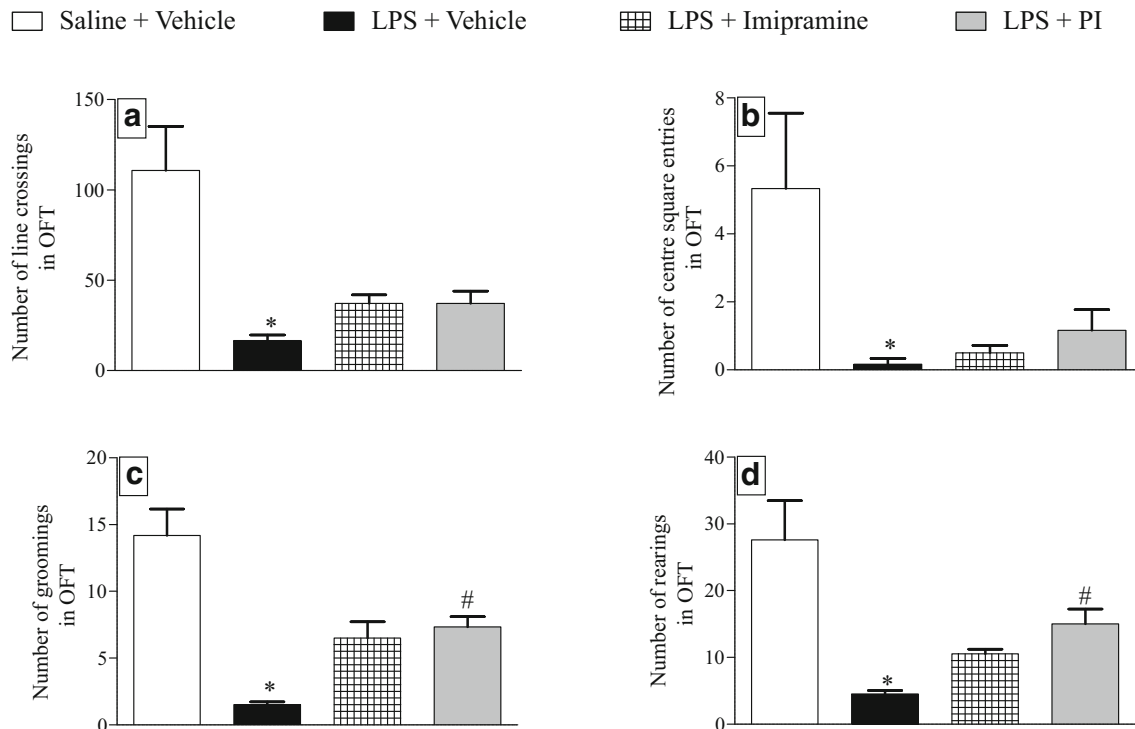 Saline + Vehicle
LPS + Vehicle
LPS + Imipramine
LPS + PI
a
Number of line crossings
in OFT
150
100
50
0
*
b
Number of centre square entries
in OFT
8
6
4
2
0
*
c
Number of groomings
in OFT
20
15
10
5
0
*
#
d
Number of rearings
in OFT
40
30
20
10
0
*
#